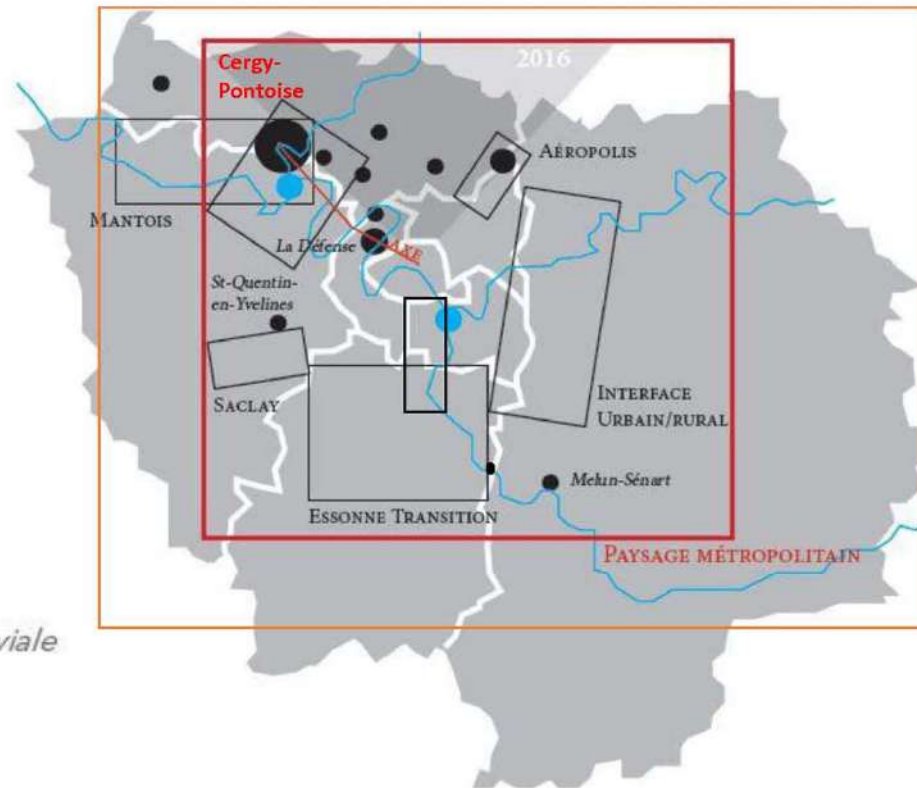 2016
Cergy-
Pontoise
AÉROPOLIS
MANTOIS
La Défense
AXE
St-Quentin-
en-Yvelines
SACLAY
INTERFACE
URBAIN/RURAL
Melun-Sénart
ESSONNE TRANSITION
PAYSAGE MÉTROPOLITAIN
viale